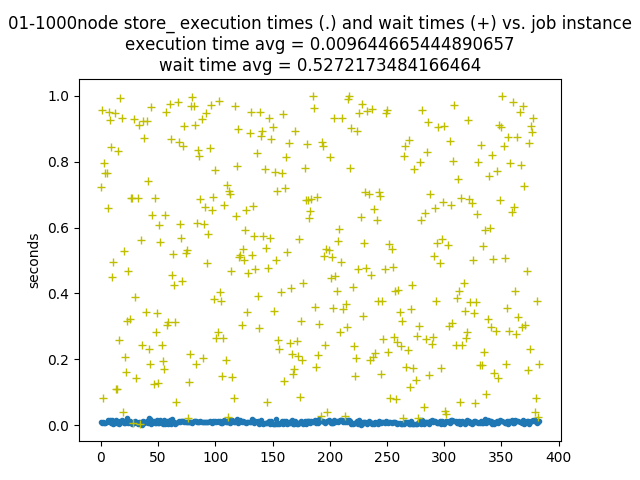 01-1000node store_ execution times (.) and wait times (+) vs. job instance
execution time avg = 0.009644665444890657
wait time avg = 0.5272173484166464
1.0
0.8
0.6
0.4
0.2
0.0
seconds
0 50 100 150 200 250 300 350 400